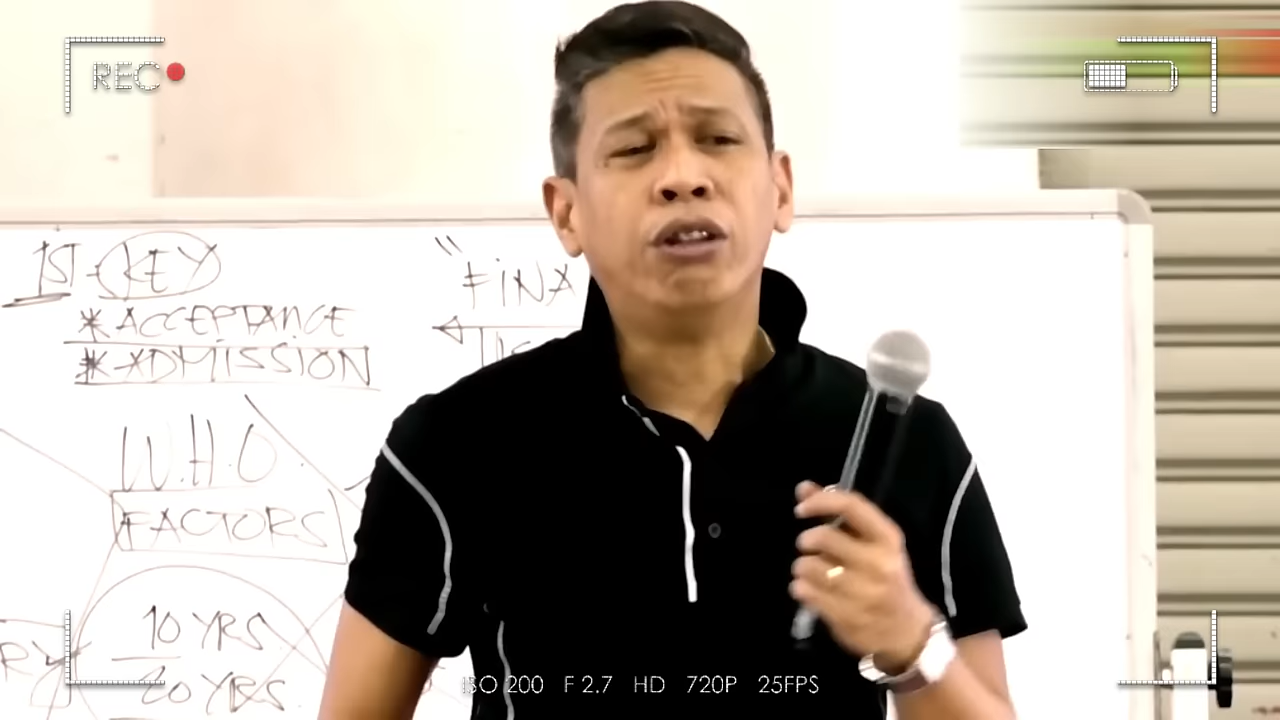 REC
1ST KEY
* ACCEPTANCE
* ADMISSION
W.H.O.
FACTORS
10 YRS
20 YRS
"FINA
ISO 200 F 2.7 HD 720P 25FPS